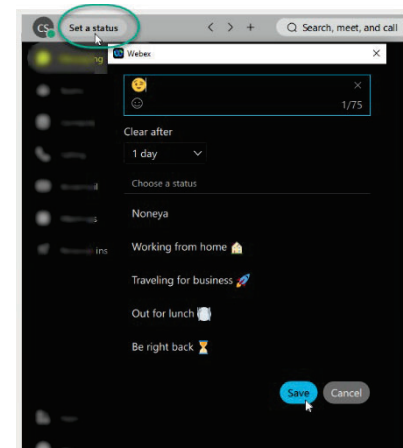 CS Set a status
Search, meet, and call
Webex
🧐
1/75
Clear after
1 day
Choose a status
Noneya
Working from home 🏠
Traveling for business 🚀
Out for lunch 🍽️
Be right back ⏳
Save Cancel